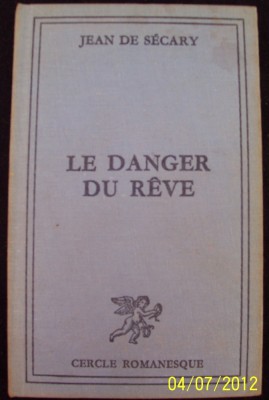 JEAN DE SÉCARY
LE DANGER
DU RÊVE
CERCLE ROMANESQUE
04/07/2012